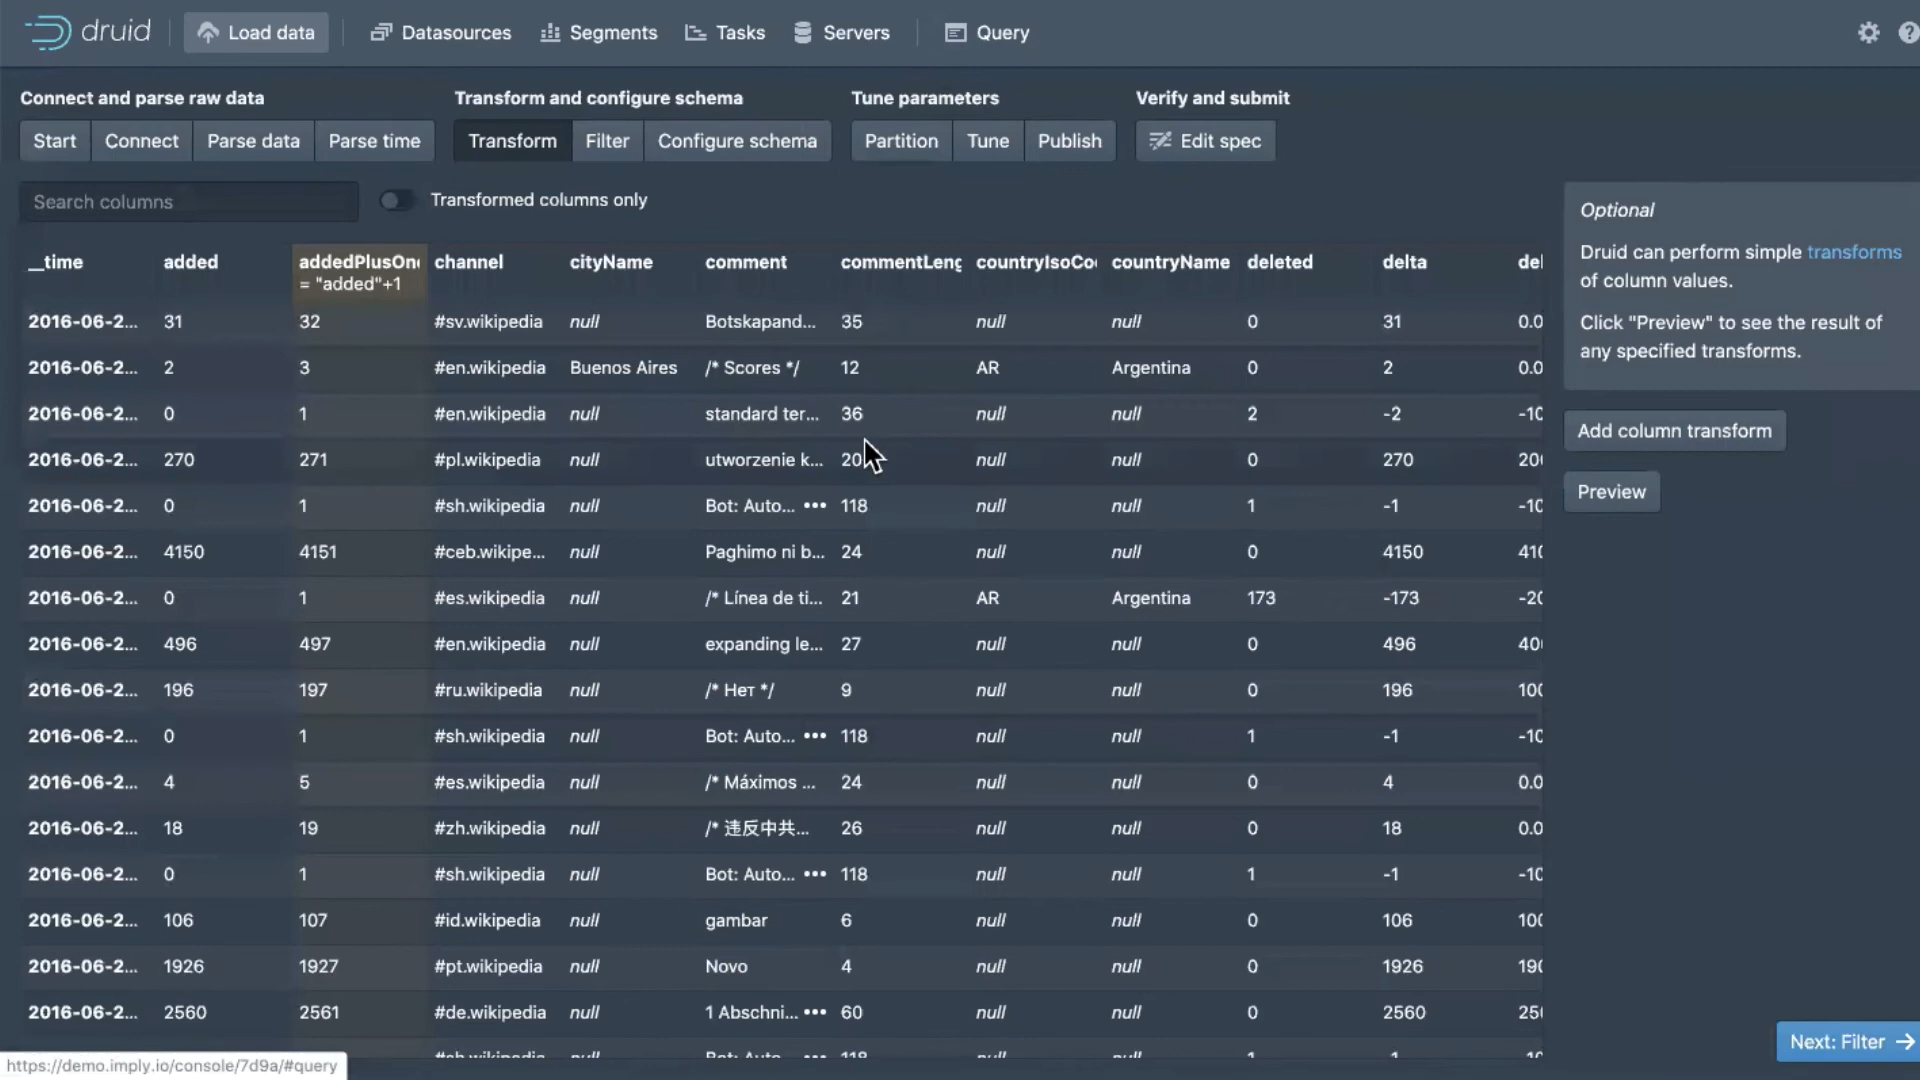 druid Load data Datasources Segments Tasks Servers Query
Connect and parse raw data Transform and configure schema Tune parameters Verify and submit
Start Connect Parse data Parse time Transform Filter Configure schema Partition Tune Publish Edit spec
Search columns Transformed columns only
Optional
Druid can perform simple transforms
of column values.
Click "Preview" to see the result of
any specified transforms.
Add column transform
Preview
__time added addedPlusOn channel cityName comment commentLeng countryIsoCo countryName deleted delta del
= "added"+1
2016-06-2... 31 32 #sv.wikipedia null Botskapand... 35 null null 0 31 0.0
2016-06-2... 2 3 #en.wikipedia Buenos Aires /* Scores */ 12 AR Argentina 0 2 0.0
2016-06-2... 0 1 #en.wikipedia null standard ter... 36 null null 2 -2 -10
2016-06-2... 270 271 #pl.wikipedia null utworzenie k... 20 null null 0 270 200
2016-06-2... 0 1 #sh.wikipedia null Bot: Auto... ••• 118 null null 1 -1 -10
2016-06-2... 4150 4151 #ceb.wikipe... null Paghimo ni b... 24 null null 0 4150 410
2016-06-2... 0 1 #es.wikipedia null /* Línea de ti... 21 AR Argentina 173 -173 -20
2016-06-2... 496 497 #en.wikipedia null expanding le... 27 null null 0 496 400
2016-06-2... 196 197 #ru.wikipedia null /* Нет */ 9 null null 0 196 100
2016-06-2... 0 1 #sh.wikipedia null Bot: Auto... ••• 118 null null 1 -1 -10
2016-06-2... 4 5 #es.wikipedia null /* Máximos ... 24 null null 0 4 0.0
2016-06-2... 18 19 #zh.wikipedia null /* 违反中共... 26 null null 0 18 0.0
2016-06-2... 0 1 #sh.wikipedia null Bot: Auto... ••• 118 null null 1 -1 -10
2016-06-2... 106 107 #id.wikipedia null gambar 6 null null 0 106 100
2016-06-2... 1926 1927 #pt.wikipedia null Novo 4 null null 0 1926 190
2016-06-2... 2560 2561 #de.wikipedia null 1 Abschni... ••• 60 null null 0 2560 250
Next: Filter
https://demo.imply.io/console/7d9a/#query